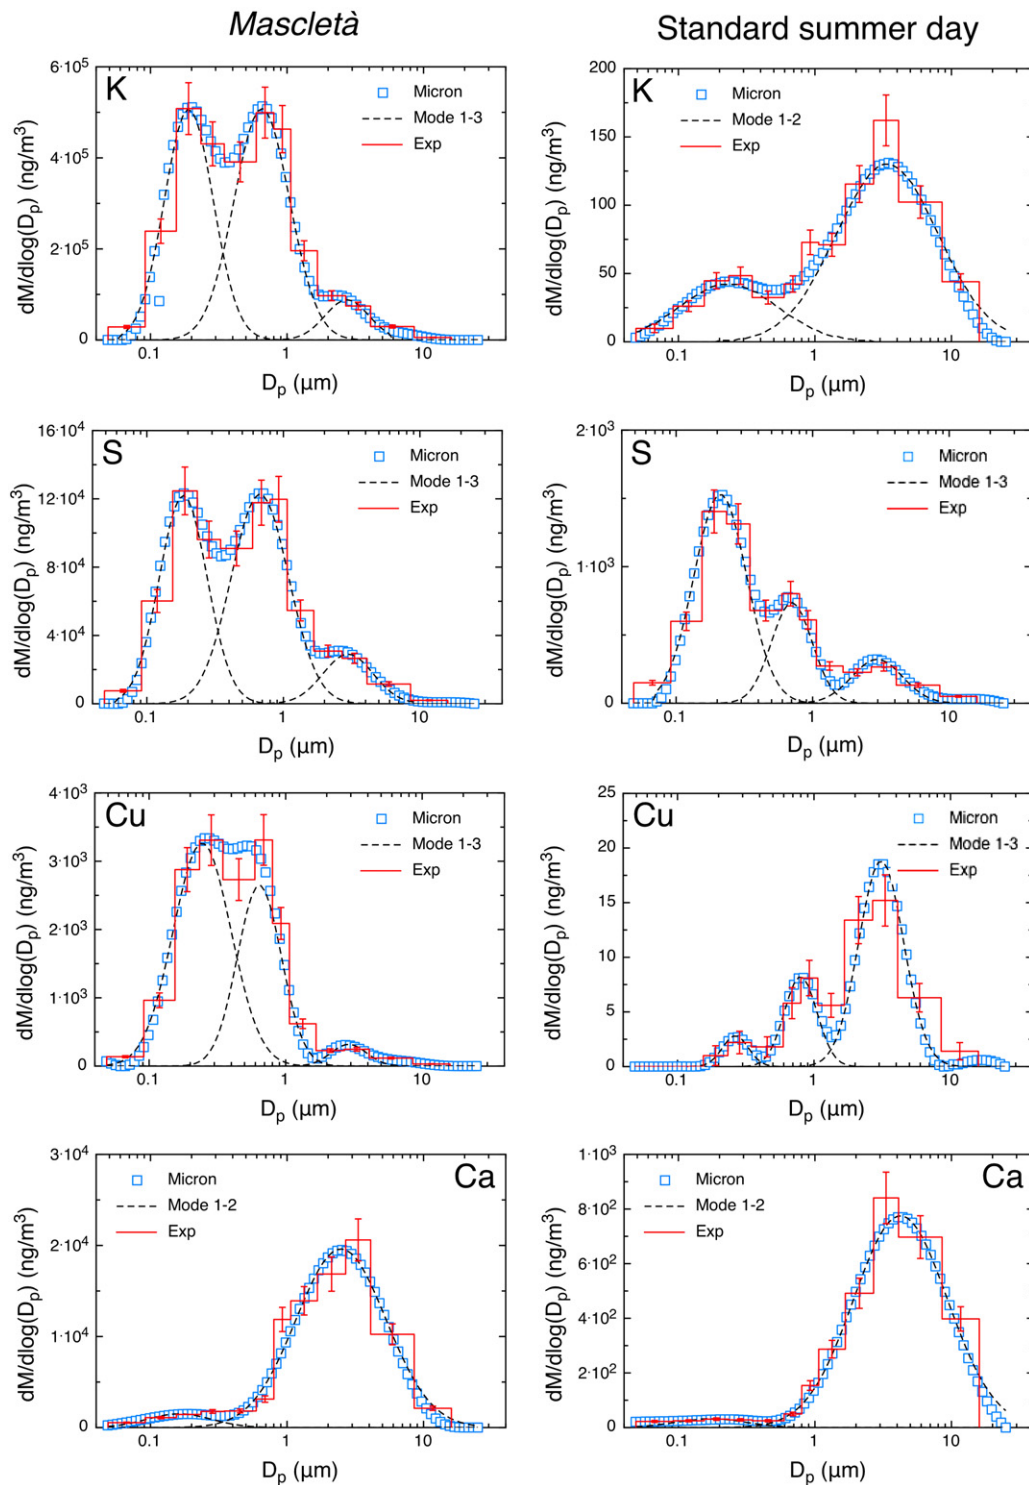 Mascletà
Standard summer day
K
Micron
Mode 1-3
Exp
6·10⁵
4·10⁵
2·10⁵
0
dM/dlog(Dₚ) (ng/m³)
0.1 1 10
Dₚ (µm)
K
Micron
Mode 1-2
Exp
200
150
100
50
0
dM/dlog(Dₚ) (ng/m³)
0.1 1 10
Dₚ (µm)
S
Micron
Mode 1-3
Exp
16·10⁴
12·10⁴
8·10⁴
4·10⁴
0
dM/dlog(Dₚ) (ng/m³)
0.1 1 10
Dₚ (µm)
S
Micron
Mode 1-3
Exp
2·10³
1·10³
0
dM/dlog(Dₚ) (ng/m³)
0.1 1 10
Dₚ (µm)
Cu
Micron
Mode 1-3
Exp
4·10³
3·10³
2·10³
1·10³
0
dM/dlog(Dₚ) (ng/m³)
0.1 1 10
Dₚ (µm)
Cu
Micron
Mode 1-3
Exp
25
20
15
10
5
0
dM/dlog(Dₚ) (ng/m³)
0.1 1 10
Dₚ (µm)
Ca
Micron
Mode 1-2
Exp
3·10⁴
2·10⁴
1·10⁴
0
dM/dlog(Dₚ) (ng/m³)
0.1 1 10
Dₚ (µm)
Ca
Micron
Mode 1-2
Exp
1·10³
8·10²
6·10²
4·10²
2·10²
0
dM/dlog(Dₚ) (ng/m³)
0.1 1 10
Dₚ (µm)